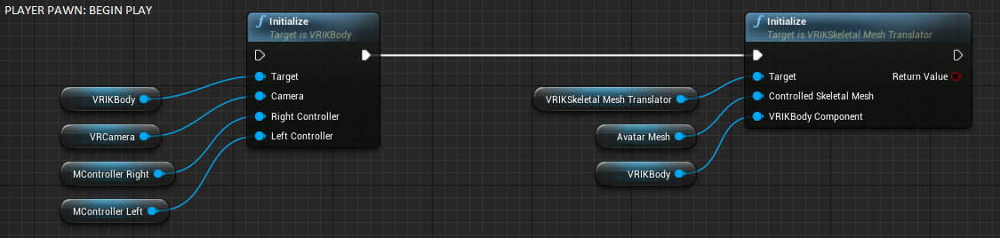 PLAYER PAWN: BEGIN PLAY
Initialize
Target is VRIKBody
Target
Camera
Right Controller
Left Controller
VRIKBody
VRCamera
MController Right
MController Left
Initialize
Target is VRIKSkeletal Mesh Translator
Target
Return Value
Controlled Skeletal Mesh
VRIKBody Component
VRIKSkeletal Mesh Translator
Avatar Mesh
VRIKBody